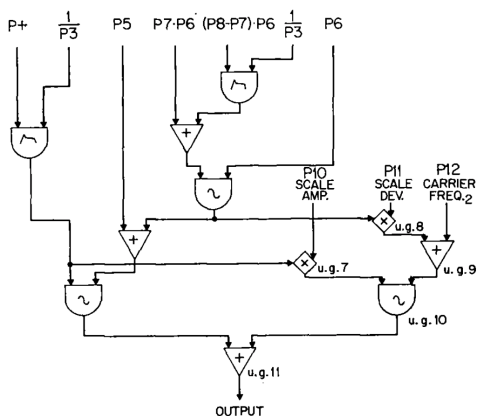 P+ 1/P3 P5 P7·P6 (P8-P7)·P6 1/P3 P6
P10 SCALE AMP.
P11 SCALE DEV.
P12 CARRIER FREQ.2
+
×
u.g.8
+
×
u.g.7
+
u.g.9
u.g.10
+
u.g.11
OUTPUT